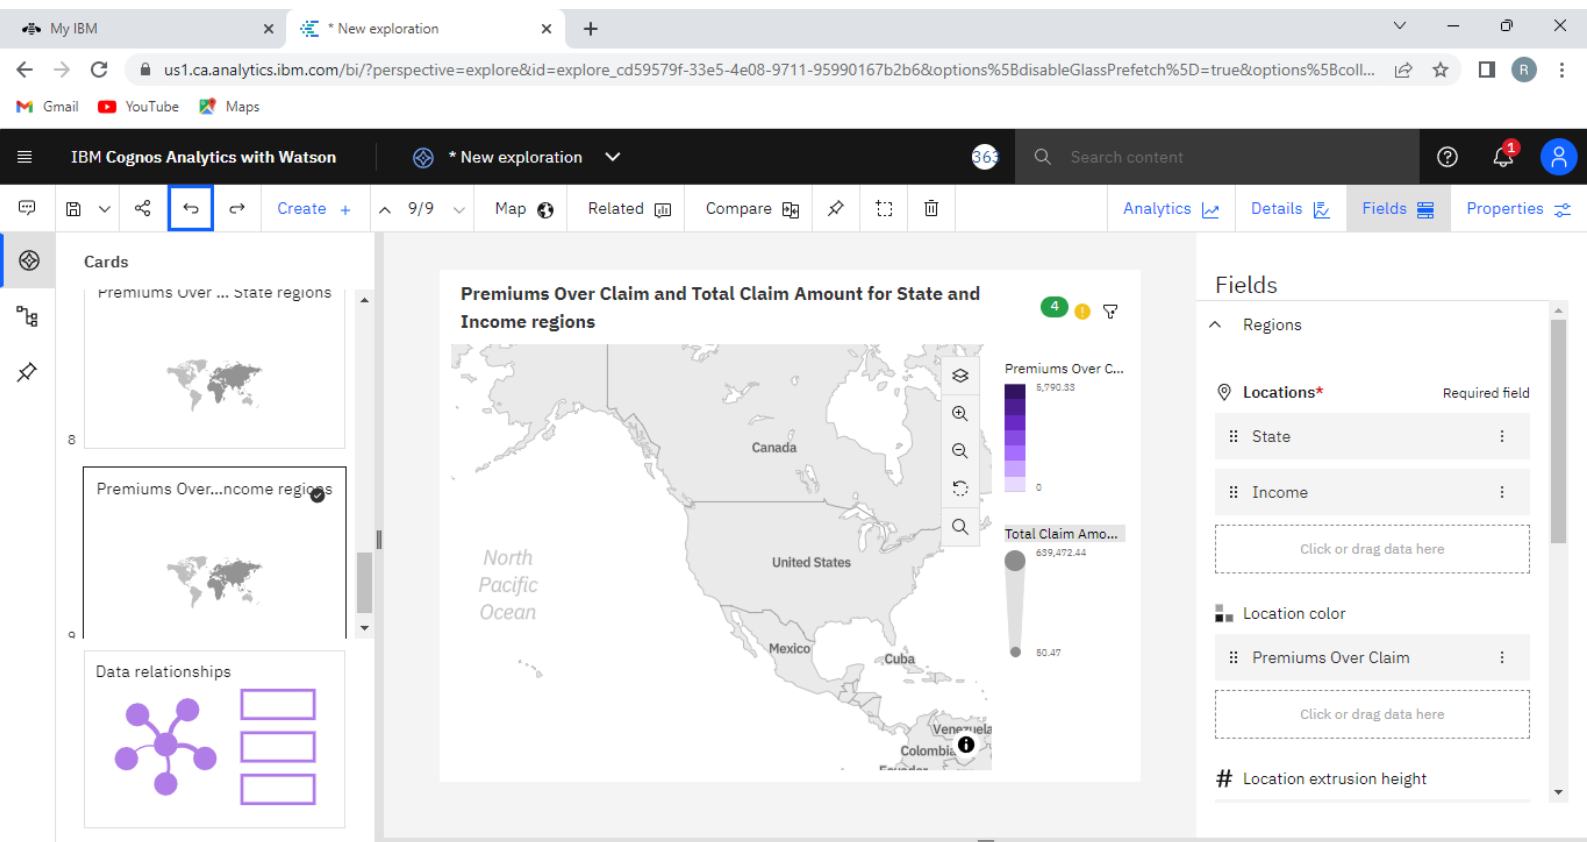 My IBM
* New exploration
us1.ca.analytics.ibm.com/bi/?perspective=explore&id=explore_cd59579f-33e5-4e08-9711-95990167b2b6&options%5BdisableGlassPrefetch%5D=true&options%5Bcoll...
R
Gmail
YouTube
Maps
IBM Cognos Analytics with Watson
* New exploration
363
Search content
1
Create +
9/9
Map
Related
Compare
Analytics
Details
Fields
Properties
Cards
Premiums Over ... State regions
8
Premiums Over...ncome regions
9
Data relationships
Premiums Over Claim and Total Claim Amount for State and
Income regions
4
Canada
United States
North
Pacific
Ocean
Mexico
Cuba
Venezuela
Colombia
Ecuador
Premiums Over C...
5,790.33
0
Total Claim Amo...
639,472.44
50.47
Fields
Regions
Locations*
Required field
State
Income
Click or drag data here
Location color
Premiums Over Claim
Click or drag data here
# Location extrusion height